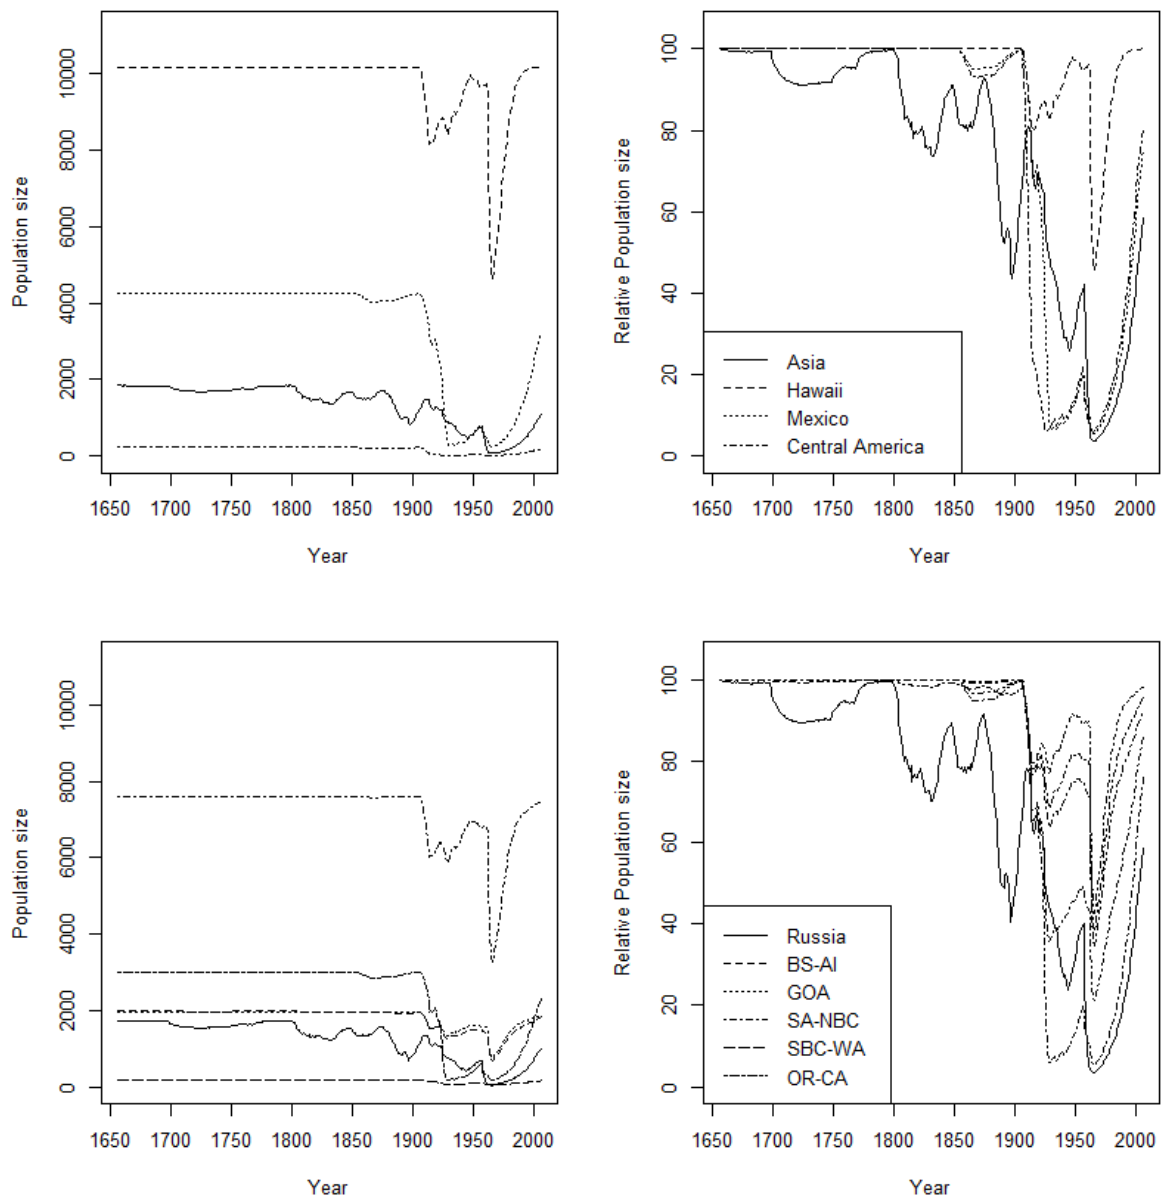 Population size
10000
8000
6000
4000
2000
0
1650 1700 1750 1800 1850 1900 1950 2000
Year
Relative Population size
100
80
60
40
20
0
Asia
Hawaii
Mexico
Central America
1650 1700 1750 1800 1850 1900 1950 2000
Year
Population size
10000
8000
6000
4000
2000
0
1650 1700 1750 1800 1850 1900 1950 2000
Year
Relative Population size
100
80
60
40
20
0
Russia
BS-AI
GOA
SA-NBC
SBC-WA
OR-CA
1650 1700 1750 1800 1850 1900 1950 2000
Year